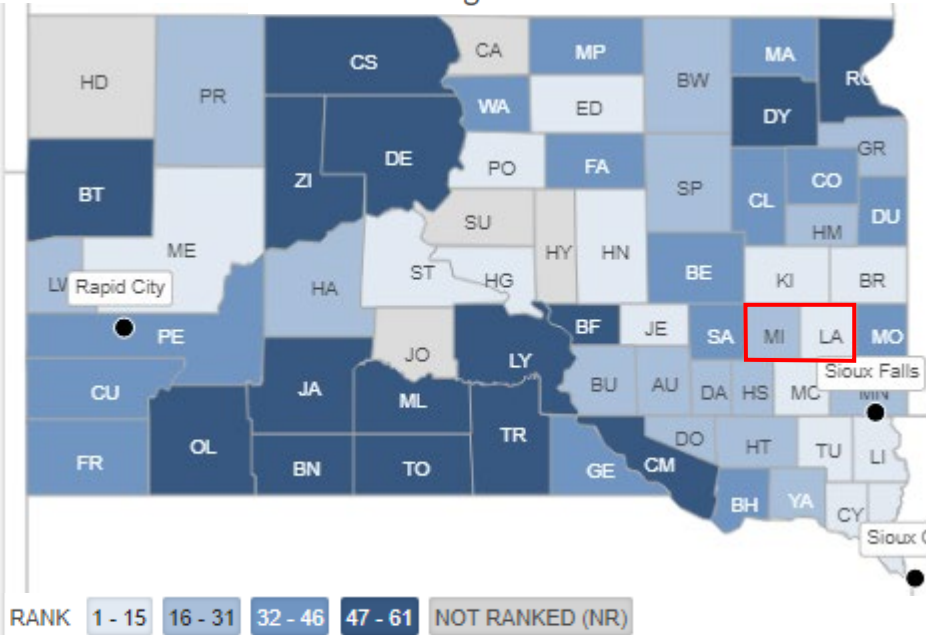 CS
CA
MP
MA
HD
PR
BW
RO
WA
ED
DY
DE
PO
FA
GR
BT
ZI
SP
CL
CO
SU
DU
HM
ME
HY
HN
LW
Rapid City
HA
ST
HG
BE
KI
BR
PE
BF
JE
SA
MI
LA
MO
JO
LY
Sioux Falls
CU
JA
ML
BU
AU
DA
HS
MC
MN
OL
TR
DO
HT
TU
LI
FR
BN
TO
GE
CM
BH
YA
CY
Sioux C
RANK 1 - 15 16 - 31 32 - 46 47 - 61 NOT RANKED (NR)